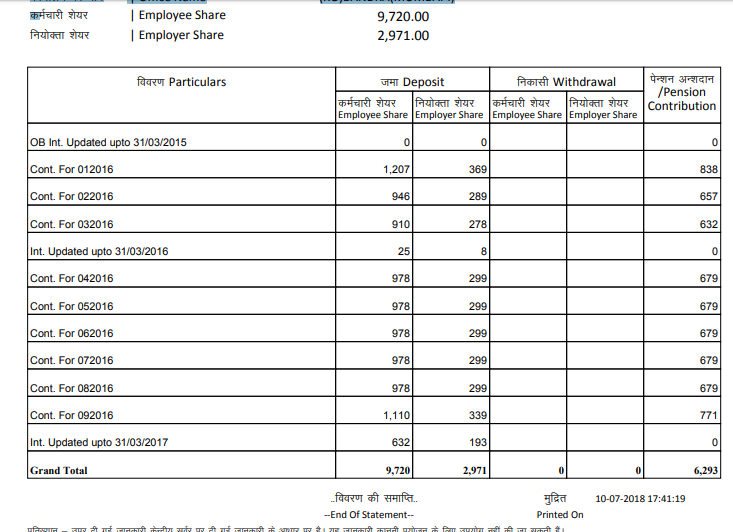 कर्मचारी शेयर | Employee Share 9,720.00
नियोक्ता शेयर | Employer Share 2,971.00
विवरण Particulars जमा Deposit निकासी Withdrawal पेन्शन अन्शदान /Pension Contribution
कर्मचारी शेयर Employee Share नियोक्ता शेयर Employer Share कर्मचारी शेयर Employee Share नियोक्ता शेयर Employer Share
OB Int. Updated upto 31/03/2015 0 0 0
Cont. For 012016 1,207 369 838
Cont. For 022016 946 289 657
Cont. For 032016 910 278 632
Int. Updated upto 31/03/2016 25 8 0
Cont. For 042016 978 299 679
Cont. For 052016 978 299 679
Cont. For 062016 978 299 679
Cont. For 072016 978 299 679
Cont. For 082016 978 299 679
Cont. For 092016 1,110 339 771
Int. Updated upto 31/03/2017 632 193 0
Grand Total 9,720 2,971 0 0 6,293
..विवरण की समाप्ति.. मुद्रित 10-07-2018 17:41:19
--End Of Statement-- Printed On